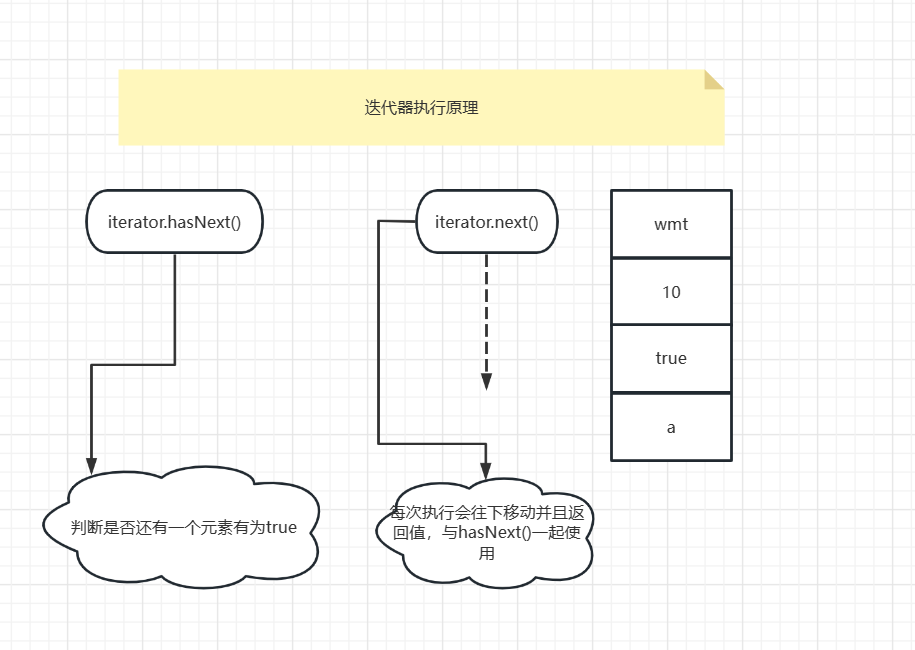 迭代器执行原理
iterator.hasNext()
iterator.next()
wmt
10
true
a
判断是否还有一个元素有为true
每次执行会往下移动并且返
回值，与hasNext()一起使
用